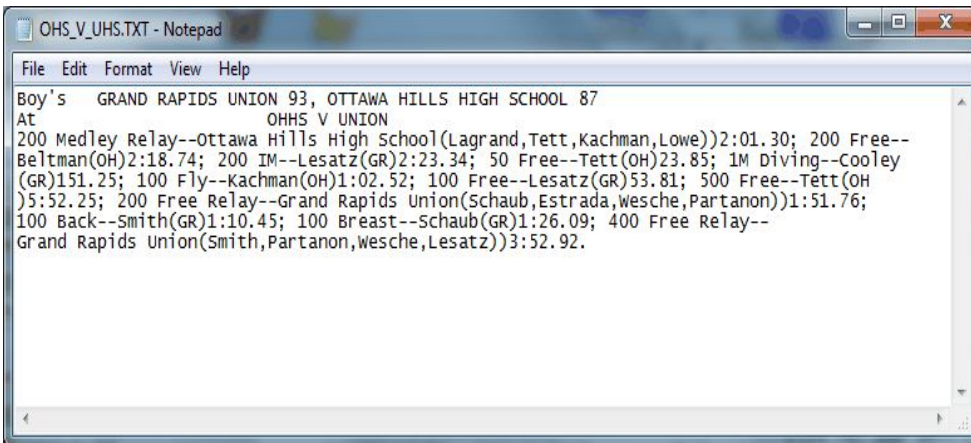 OHS_V_UHS.TXT - Notepad
File Edit Format View Help
Boy's   GRAND RAPIDS UNION 93, OTTAWA HILLS HIGH SCHOOL 87
At                         OHHS V UNION
200 Medley Relay--Ottawa Hills High School(Lagrand,Tett,Kachman,Lowe))2:01.30; 200 Free--
Beltman(OH)2:18.74; 200 IM--Lesatz(GR)2:23.34; 50 Free--Tett(OH)23.85; 1M Diving--Cooley
(GR)151.25; 100 Fly--Kachman(OH)1:02.52; 100 Free--Lesatz(GR)53.81; 500 Free--Tett(OH
)5:52.25; 200 Free Relay--Grand Rapids Union(Schaub,Estrada,Wesche,Partanon))1:51.76;
100 Back--Smith(GR)1:10.45; 100 Breast--Schaub(GR)1:26.09; 400 Free Relay--
Grand Rapids Union(Smith,Partanon,Wesche,Lesatz))3:52.92.